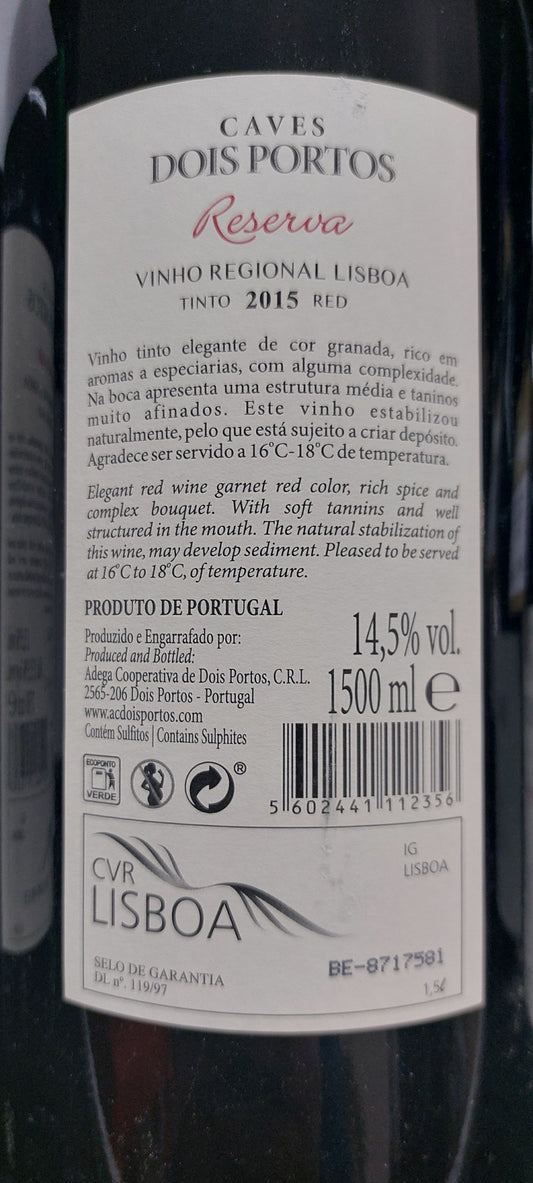 CAVES
DOIS PORTOS
Reserva
VINHO REGIONAL LISBOA
TINTO 2015 RED
Vinho tinto elegante de cor granada, rico em
aromas a especiarias, com alguma complexidade.
Na boca apresenta uma estrutura média e taninos
muito afinados. Este vinho estabilizou
naturalmente, pelo que está sujeito a criar depósito.
Agradece ser servido a 16°C-18°C de temperatura.
Elegant red wine garnet red color, rich spice and
complex bouquet. With soft tannins and well
structured in the mouth. The natural stabilization of
this wine, may develop sediment. Pleased to be served
at 16°C to 18°C, of temperature.
PRODUTO DE PORTUGAL
Produzido e Engarrafado por:
Produced and Bottled:
Adega Cooperativa de Dois Portos, C.R.L.
2565-206 Dois Portos - Portugal
www.acdoisportos.com
Contém Sulfitos | Contains Sulphites
14,5% vol.
1500 ml e
ECOPONTO
VERDE
®
5 602441 112356
CVR
LISBOA
IG
LISBOA
SELO DE GARANTIA
DL nº. 119/97
BE-8717581
1,5ℓ